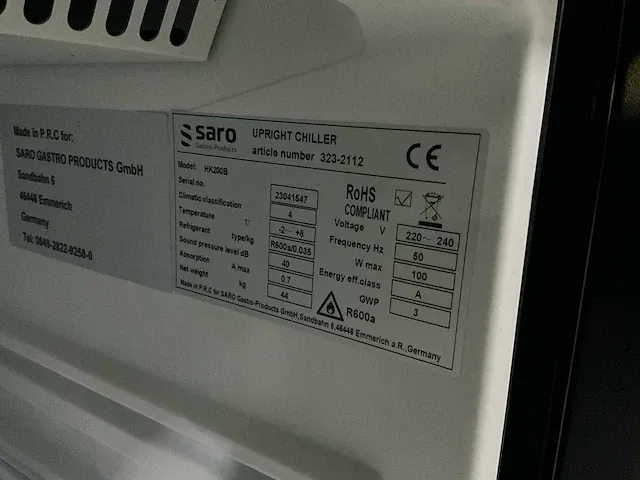 Made in P.R.C for:
SARO GASTRO PRODUCTS GmbH
Sandbahn 6
46446 Emmerich
Germany
Tel: 0049-2822-9258-0
saro
Gastro-Products
UPRIGHT CHILLER
article number 323-2112
CE
Model: HK200B
Serial no. 23041547
Climatic classification 4
Temperature -2~ +8
Refrigerant type/kg R600a/0.035
Sound pressure level dB 40
Absorption A.max 0,7
Net weight kg 44
RoHS
COMPLIANT
Voltage V 220~ 240
Frequency Hz 50
W max 100
Energy eff.class A
GWP 3
R600a
Made in P.R.C for SARO Gastro-Products GmbH,Sandbahn 6,46446 Emmerich a.R.,Germany